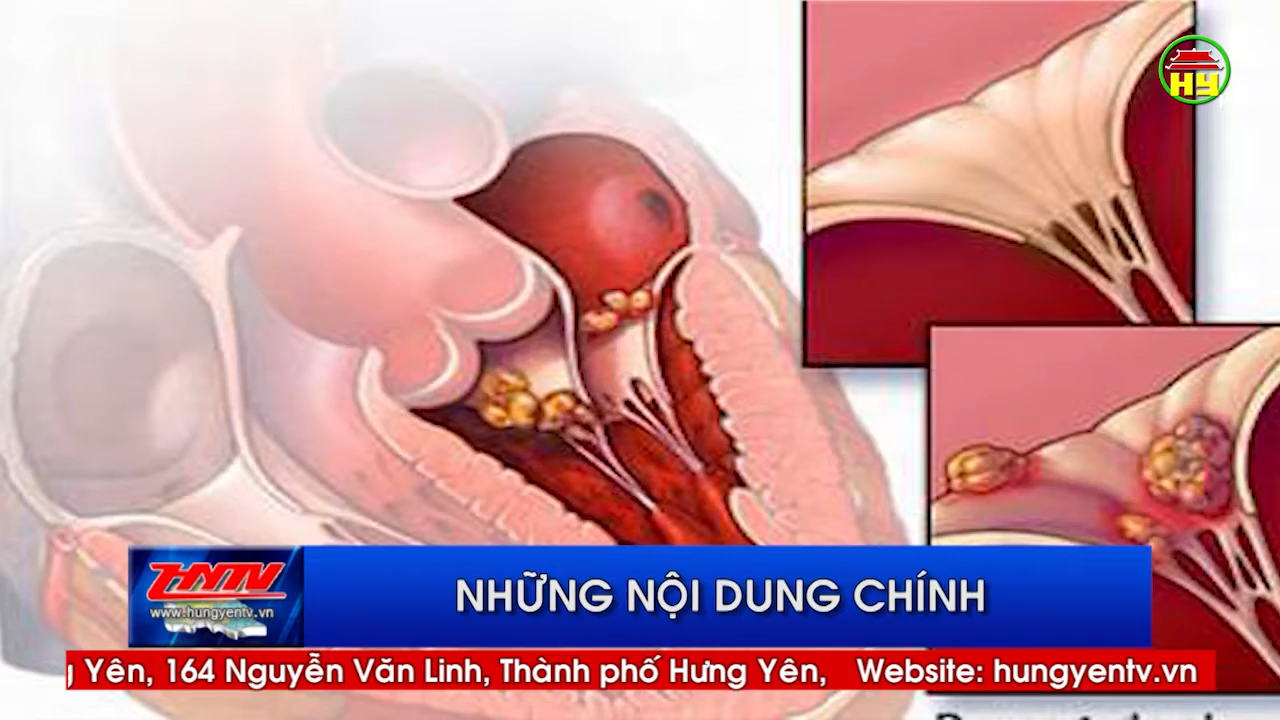 HY
THYTV
www.hungyentv.vn
NHỮNG NỘI DUNG CHÍNH
Yên, 164 Nguyễn Văn Linh, Thành phố Hưng Yên, Website: hungyentv.vn